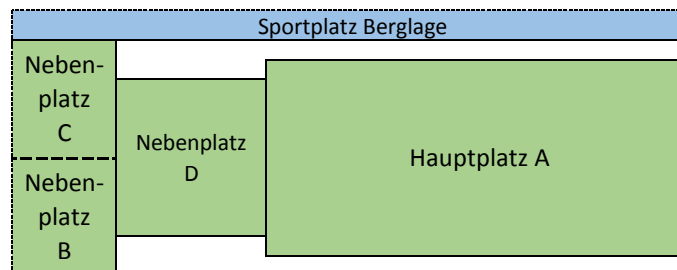 Sportplatz Berglage
Neben-
platz
C
Nebenplatz
D
Hauptplatz A
Neben-
platz
B